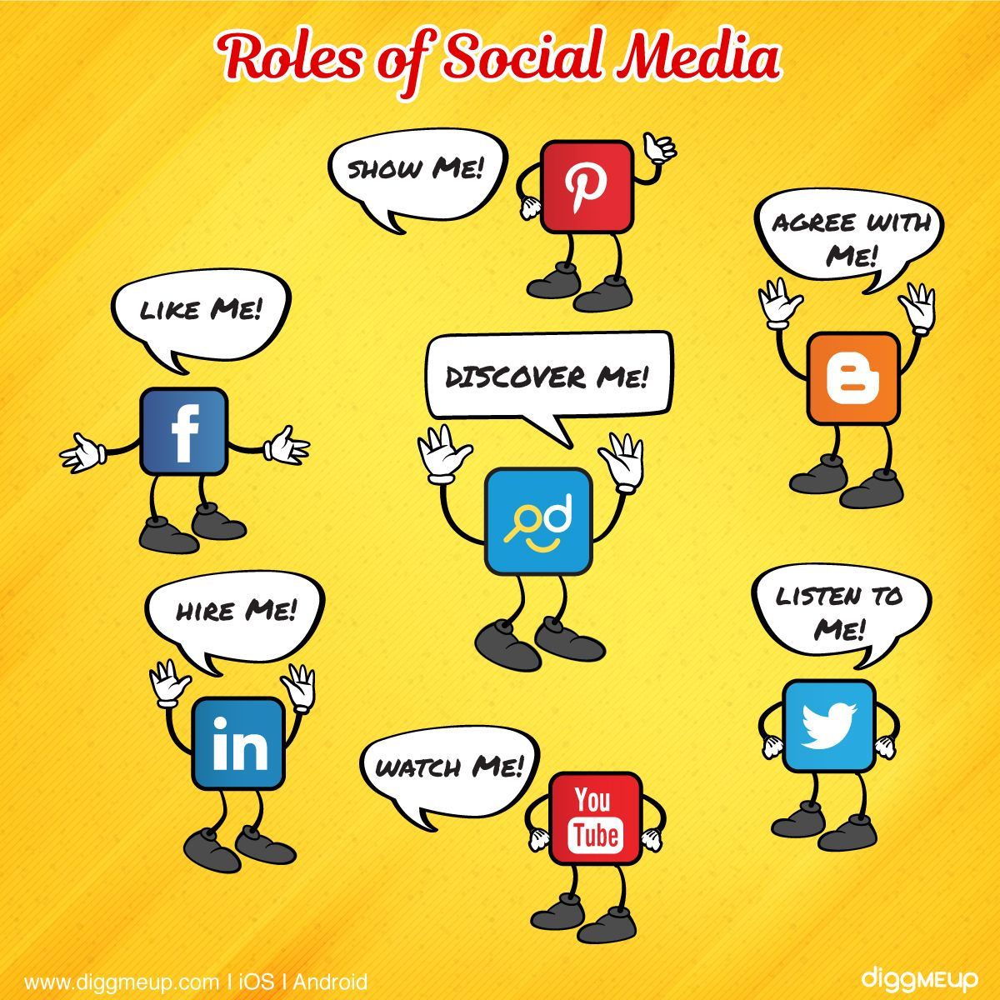 Roles of Social Media
SHOW ME!
AGREE WITH
ME!
LIKE ME!
DISCOVER ME!
HIRE ME!
LISTEN TO
ME!
in
WATCH ME!
You
Tube
www.diggmeup.com | iOS | Android
diggMEUP